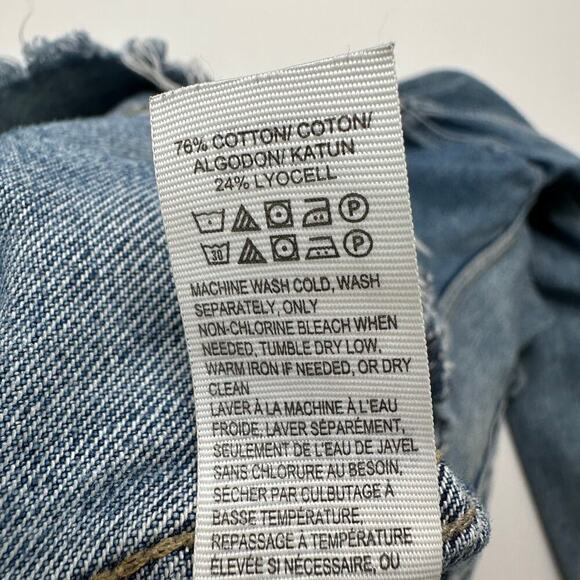 76% COTTON/ COTON/
ALGODON/ KATUN
24% LYOCELL
P
30 P
MACHINE WASH COLD, WASH
SEPARATELY, ONLY
NON-CHLORINE BLEACH WHEN
NEEDED, TUMBLE DRY LOW,
WARM IRON IF NEEDED, OR DRY
CLEAN
LAVER À LA MACHINE À L'EAU
FROIDE, LAVER SÉPARÉMENT,
SEULEMENT DE L'EAU DE JAVEL
SANS CHLORURE AU BESOIN,
SÉCHER PAR CULBUTAGE À
BASSE TEMPÉRATURE,
REPASSAGE À TEMPÉRATURE
ÉLEVÉE SI NÉCESSAIRE, OU